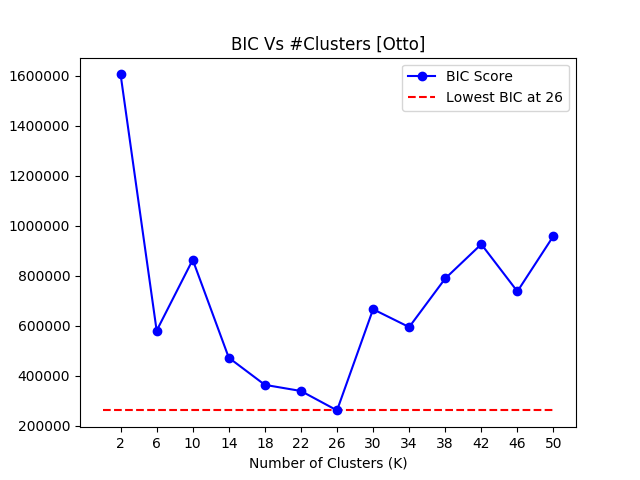 BIC Vs #Clusters [Otto]
BIC Score
Lowest BIC at 26
1600000
1400000
1200000
1000000
800000
600000
400000
200000
2 6 10 14 18 22 26 30 34 38 42 46 50
Number of Clusters (K)